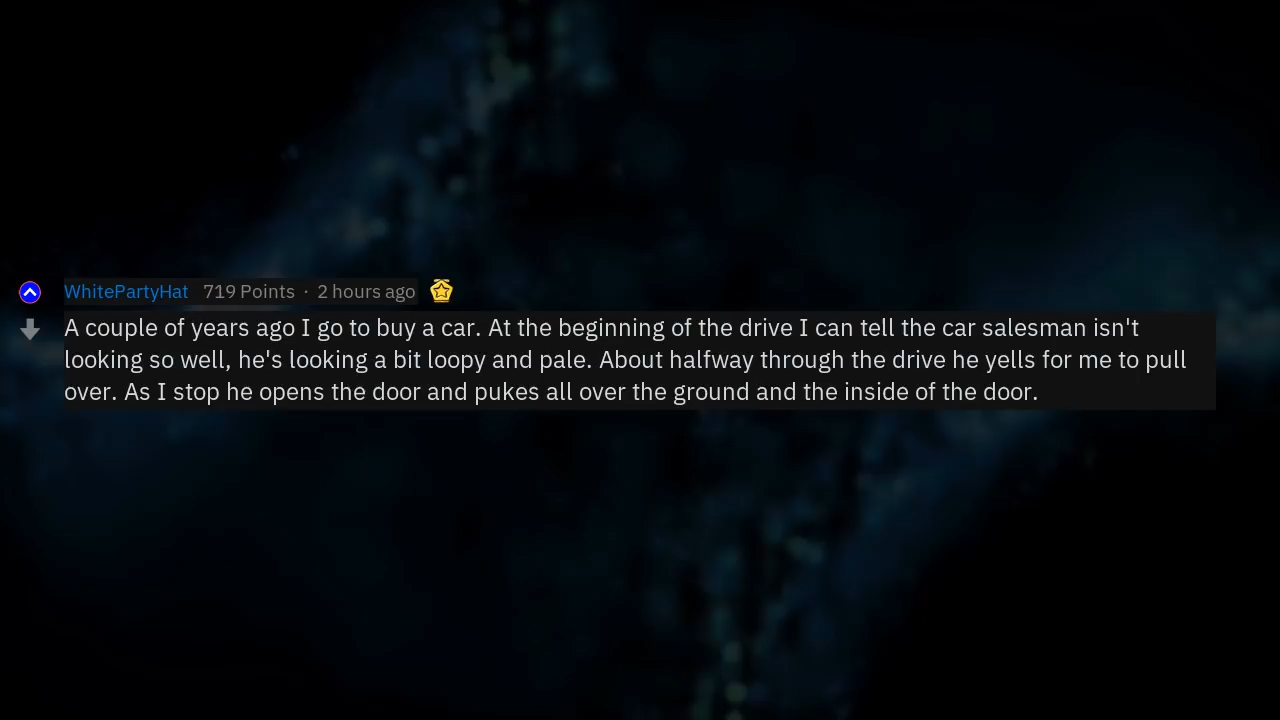 WhitePartyHat 719 Points · 2 hours ago
A couple of years ago I go to buy a car. At the beginning of the drive I can tell the car salesman isn't
looking so well, he's looking a bit loopy and pale. About halfway through the drive he yells for me to pull
over. As I stop he opens the door and pukes all over the ground and the inside of the door.